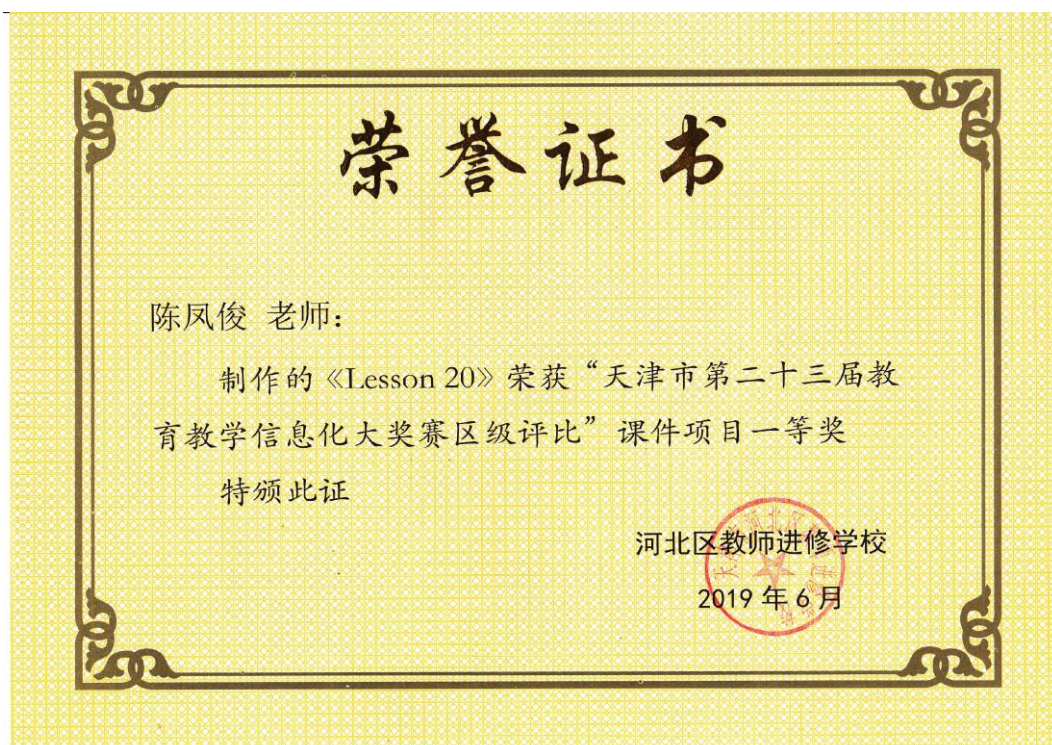 荣誉证书
陈凤俊 老师：
制作的《Lesson 20》荣获“天津市第二十三届教
育教学信息化大奖赛区级评比”课件项目一等奖
特颁此证
河北区教师进修学校
2019 年 6 月